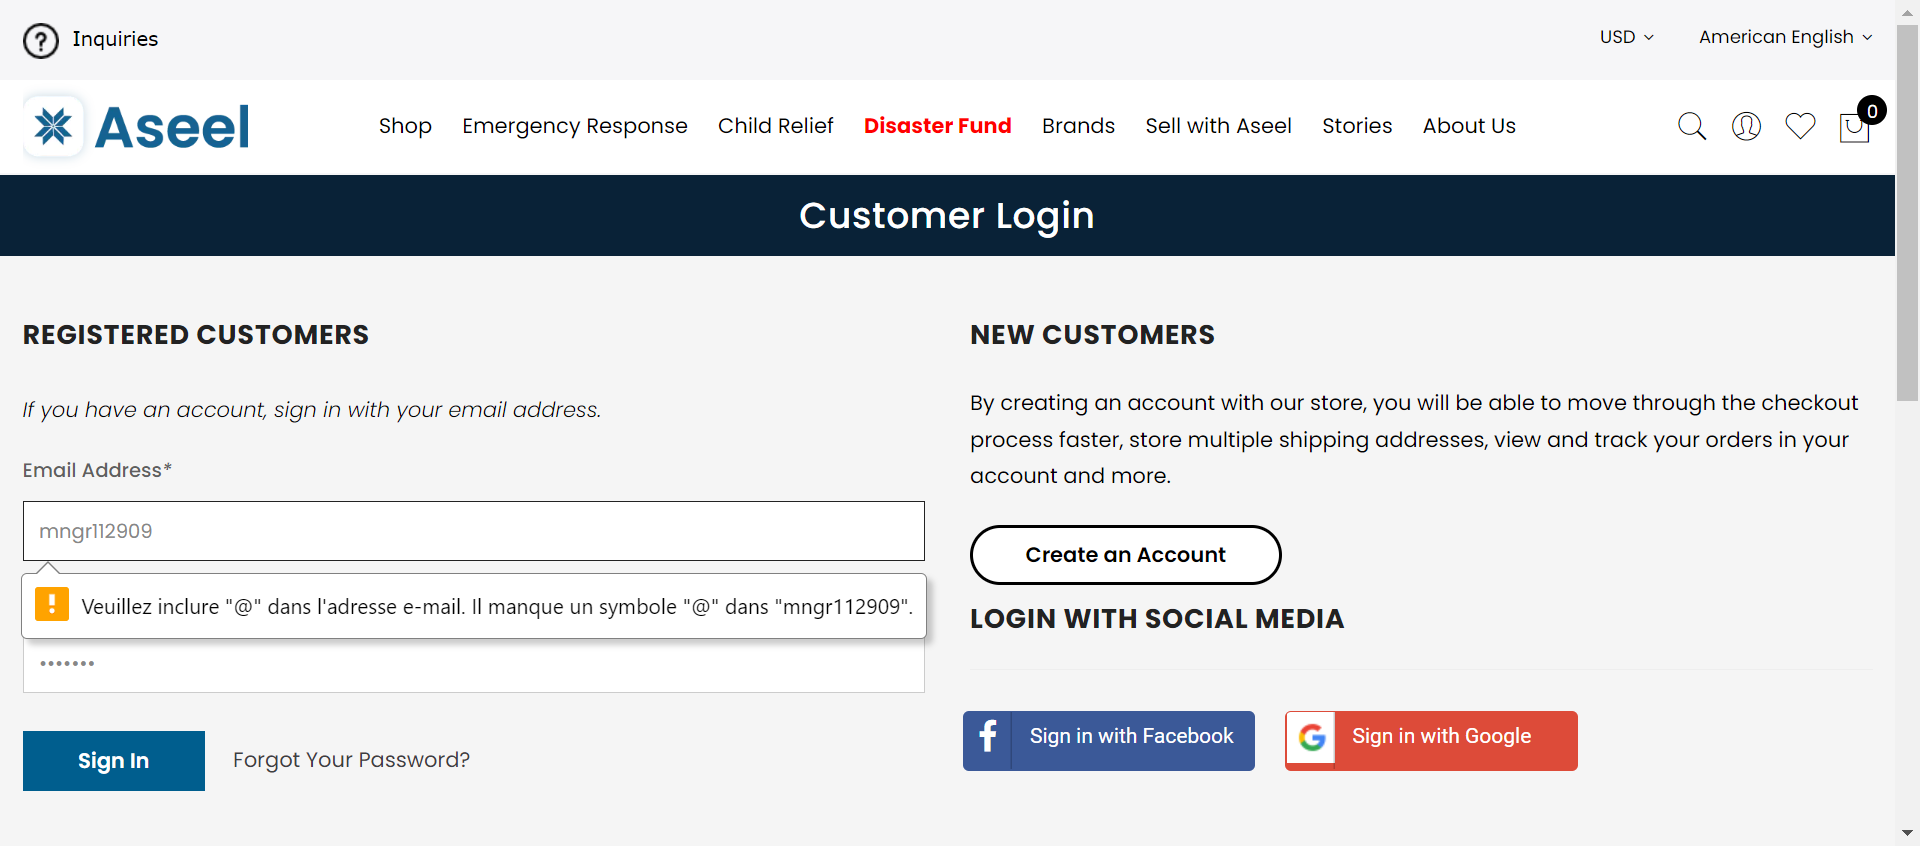 Inquiries
USD
American English
Aseel
Shop
Emergency Response
Child Relief
Disaster Fund
Brands
Sell with Aseel
Stories
About Us
0
Customer Login
REGISTERED CUSTOMERS
If you have an account, sign in with your email address.
Email Address*
mngr112909
Veuillez inclure "@" dans l'adresse e-mail. Il manque un symbole "@" dans "mngr112909".
•••••••
Sign In
Forgot Your Password?
NEW CUSTOMERS
By creating an account with our store, you will be able to move through the checkout
process faster, store multiple shipping addresses, view and track your orders in your
account and more.
Create an Account
LOGIN WITH SOCIAL MEDIA
Sign in with Facebook
Sign in with Google